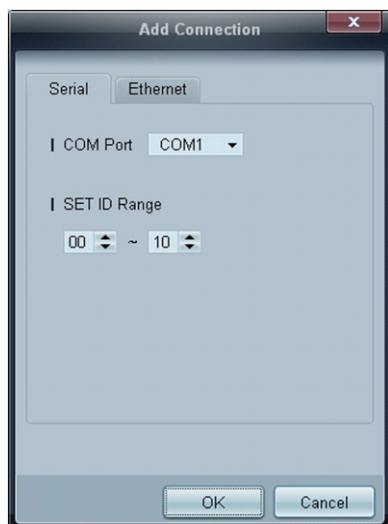 Add Connection
x
Serial Ethernet
COM Port COM1
SET ID Range
00 ~ 10
OK Cancel